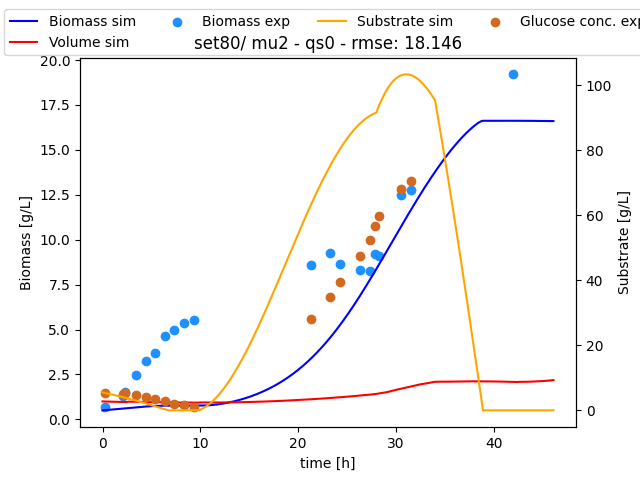 Biomass sim Biomass exp Substrate sim Glucose conc. exp
Volume sim
set80/ mu2 - qs0 - rmse: 18.146
20.0
17.5
15.0
12.5
10.0
7.5
5.0
2.5
0.0
Biomass [g/L]
100
80
60
40
20
0
Substrate [g/L]
0 10 20 30 40
time [h]